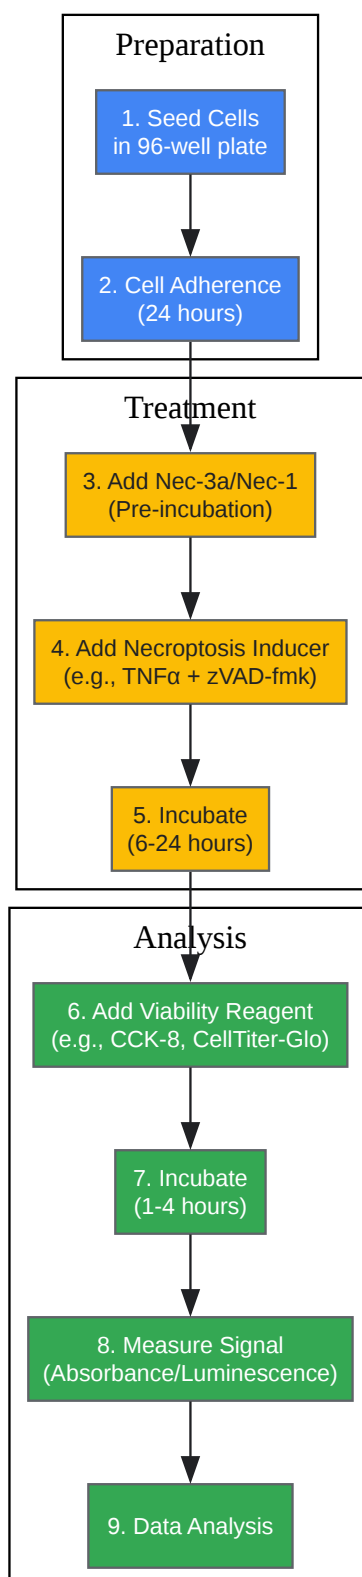 Preparation
1. Seed Cells
in 96-well plate
2. Cell Adherence
(24 hours)
Treatment
3. Add Nec-3a/Nec-1
(Pre-incubation)
4. Add Necroptosis Inducer
(e.g., TNFα + zVAD-fmk)
5. Incubate
(6-24 hours)
Analysis
6. Add Viability Reagent
(e.g., CCK-8, CellTiter-Glo)
7. Incubate
(1-4 hours)
8. Measure Signal
(Absorbance/Luminescence)
9. Data Analysis